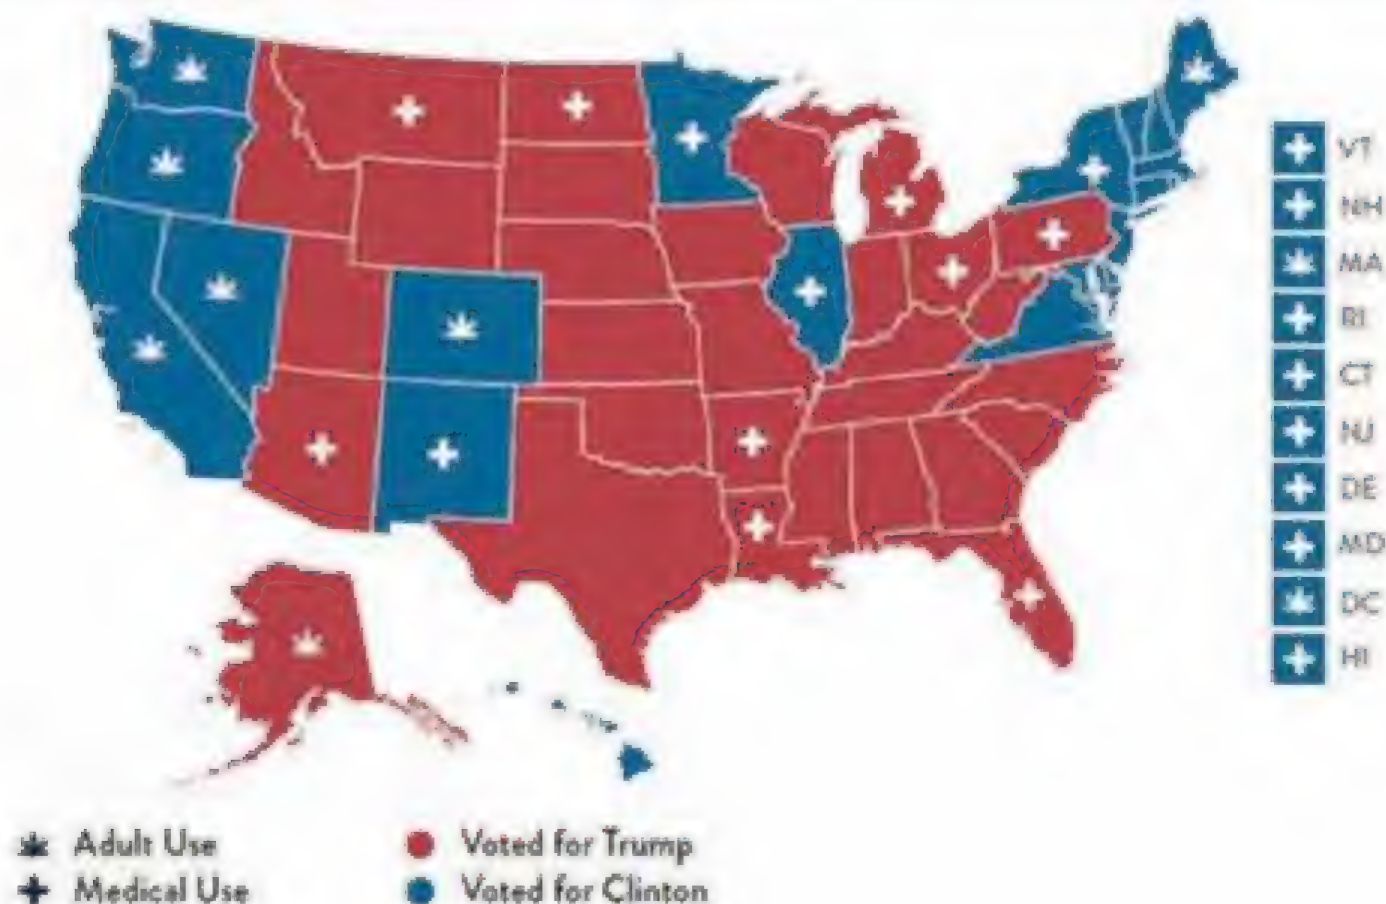 VT
NH
MA
RI
CT
NJ
DE
MD
DC
HI
Adult Use
Voted for Trump
Medical Use
Voted for Clinton